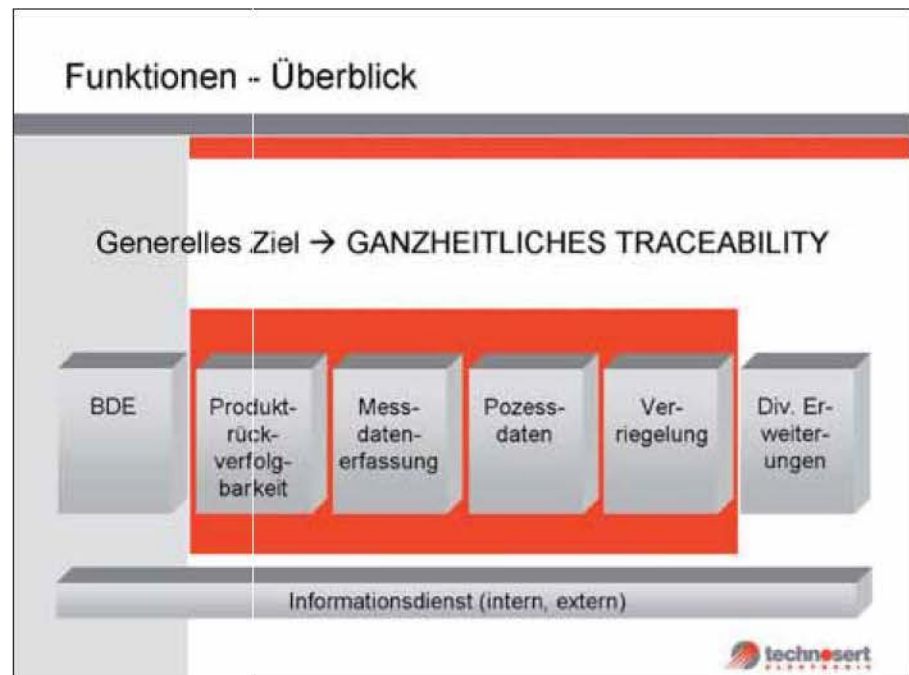 Funktionen - Überblick
Generelles Ziel → GANZHEITLICHES TRACEABILITY
BDE
Produkt-
rück-
verfolg-
barkeit
Mess-
daten-
erfassung
Pozess-
daten
Ver-
riegelung
Div. Er-
weiter-
ungen
Informationsdienst (intern, extern)
technosert
ELECTRONIC